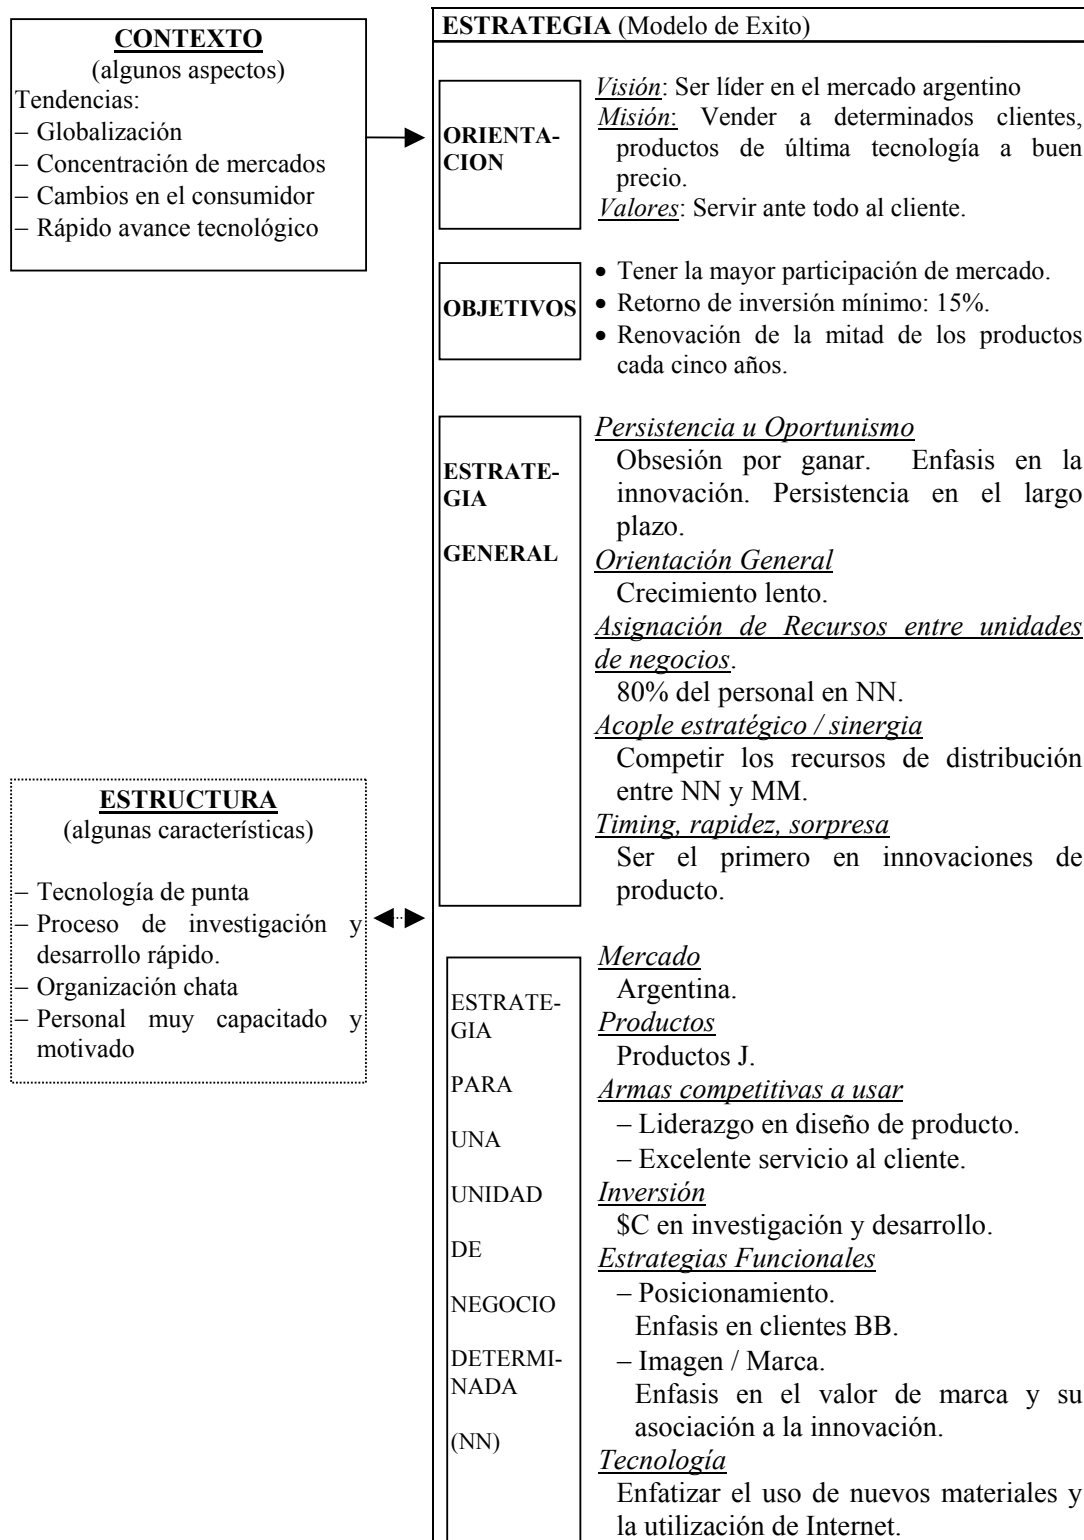 CONTEXTO
(algunos aspectos)
Tendencias:
– Globalización
– Concentración de mercados
– Cambios en el consumidor
– Rápido avance tecnológico
ESTRATEGIA (Modelo de Exito)
ORIENTA-
CION
Visión: Ser líder en el mercado argentino
Misión: Vender a determinados clientes,
productos de última tecnología a buen
precio.
Valores: Servir ante todo al cliente.
OBJETIVOS
• Tener la mayor participación de mercado.
• Retorno de inversión mínimo: 15%.
• Renovación de la mitad de los productos
cada cinco años.
ESTRATE-
GIA
GENERAL
Persistencia u Oportunismo
Obsesión por ganar. Enfasis en la
innovación. Persistencia en el largo
plazo.
Orientación General
Crecimiento lento.
Asignación de Recursos entre unidades
de negocios.
80% del personal en NN.
Acople estratégico / sinergia
Competir los recursos de distribución
entre NN y MM.
Timing, rapidez, sorpresa
Ser el primero en innovaciones de
producto.
ESTRUCTURA
(algunas características)
– Tecnología de punta
– Proceso de investigación y
desarrollo rápido.
– Organización chata
– Personal muy capacitado y
motivado
ESTRATE-
GIA
PARA
UNA
UNIDAD
DE
NEGOCIO
DETERMI-
NADA
(NN)
Mercado
Argentina.
Productos
Productos J.
Armas competitivas a usar
– Liderazgo en diseño de producto.
– Excelente servicio al cliente.
Inversión
$C en investigación y desarrollo.
Estrategias Funcionales
– Posicionamiento.
Enfasis en clientes BB.
– Imagen / Marca.
Enfasis en el valor de marca y su
asociación a la innovación.
Tecnología
Enfatizar el uso de nuevos materiales y
la utilización de Internet.